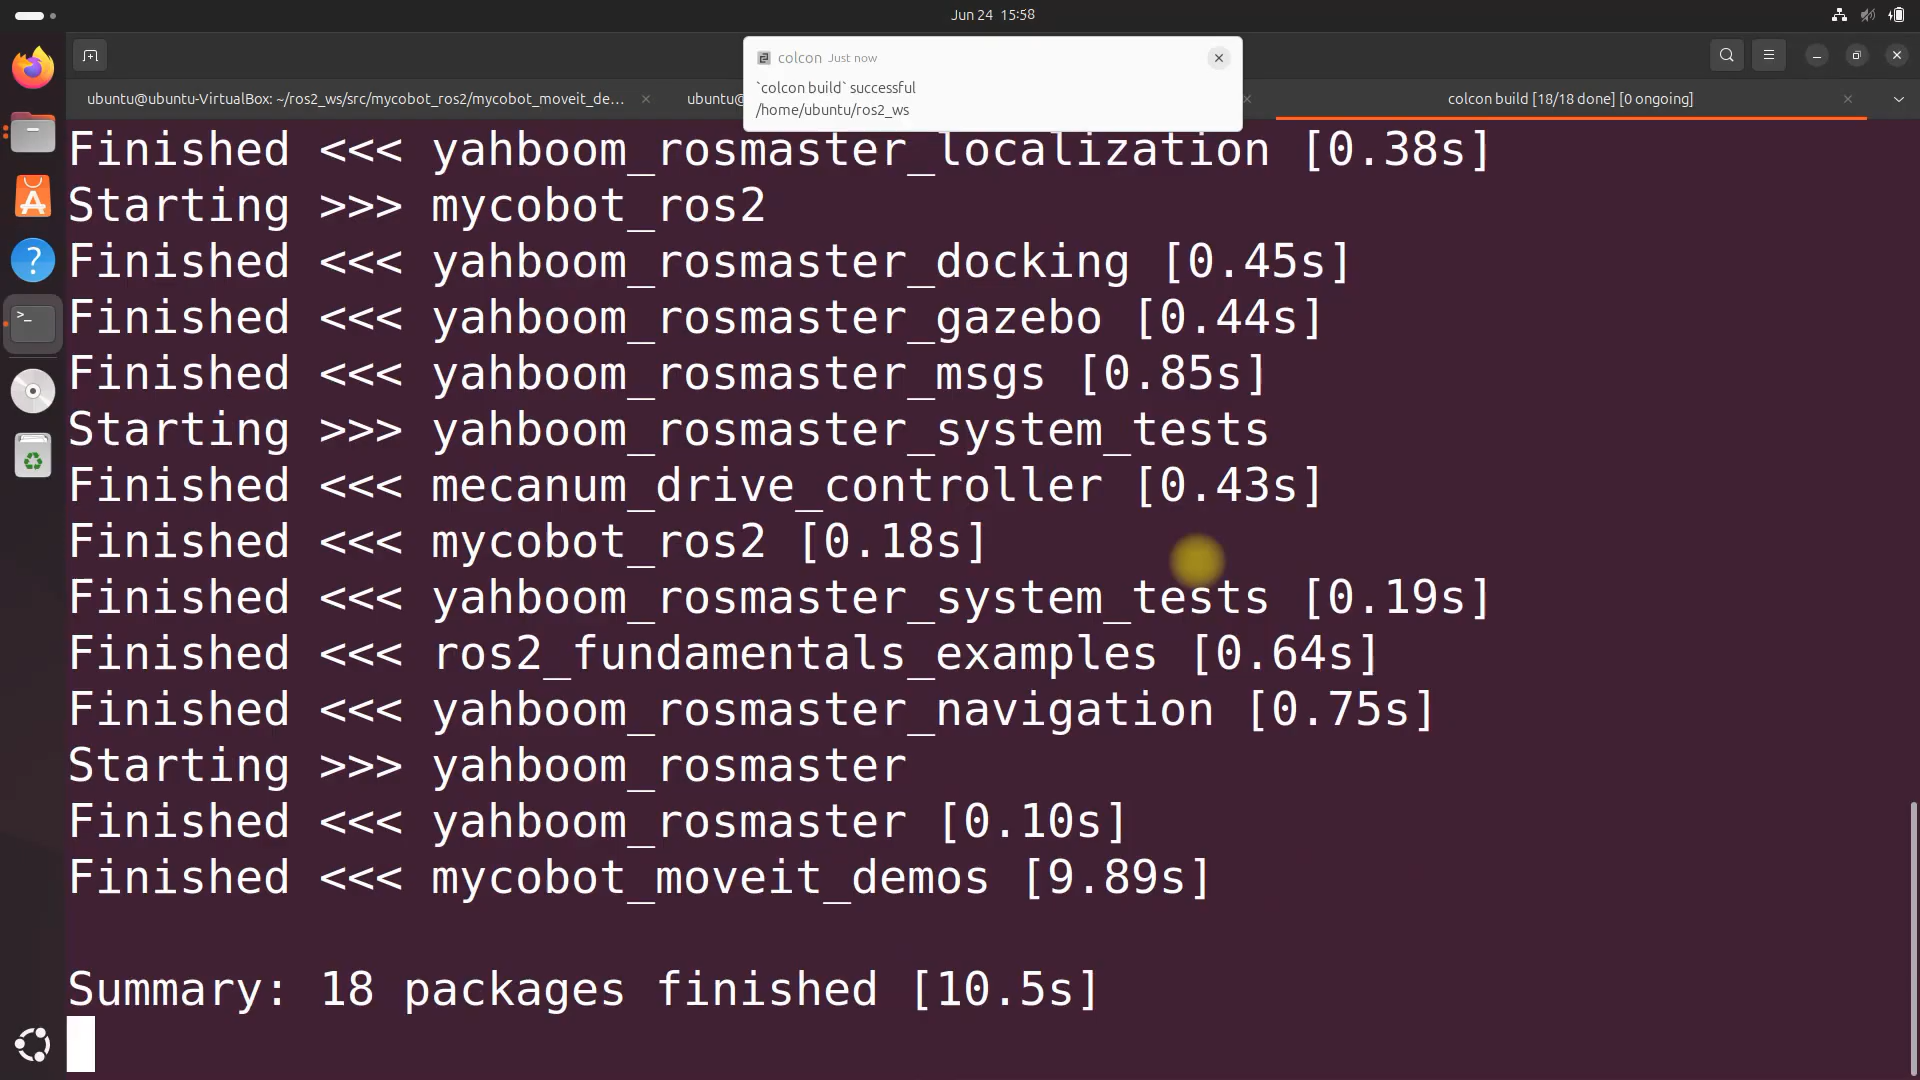 Jun 24 15:58
colcon Just now
`colcon build` successful
/home/ubuntu/ros2_ws
ubuntu@ubuntu-VirtualBox: ~/ros2_ws/src/mycobot_ros2/mycobot_moveit_de...
ubuntu@
colcon build [18/18 done] [0 ongoing]
Finished <<< yahboom_rosmaster_localization [0.38s]
Starting >>> mycobot_ros2
Finished <<< yahboom_rosmaster_docking [0.45s]
Finished <<< yahboom_rosmaster_gazebo [0.44s]
Finished <<< yahboom_rosmaster_msgs [0.85s]
Starting >>> yahboom_rosmaster_system_tests
Finished <<< mecanum_drive_controller [0.43s]
Finished <<< mycobot_ros2 [0.18s]
Finished <<< yahboom_rosmaster_system_tests [0.19s]
Finished <<< ros2_fundamentals_examples [0.64s]
Finished <<< yahboom_rosmaster_navigation [0.75s]
Starting >>> yahboom_rosmaster
Finished <<< yahboom_rosmaster [0.10s]
Finished <<< mycobot_moveit_demos [9.89s]
Summary: 18 packages finished [10.5s]